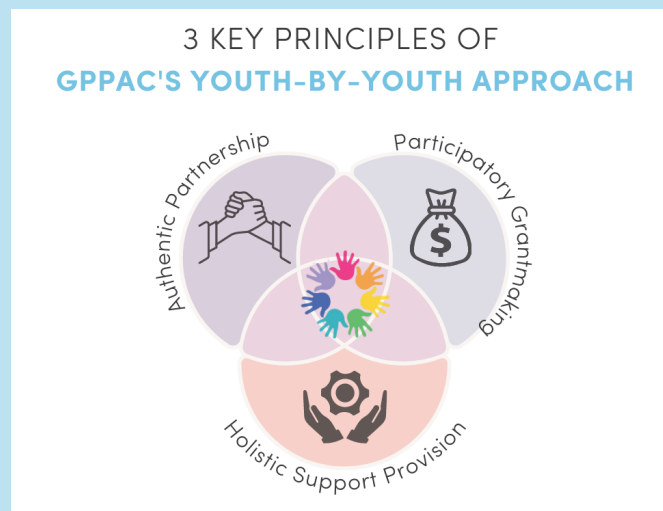 3 KEY PRINCIPLES OF
GPPAC'S YOUTH-BY-YOUTH APPROACH
Authentic Partnership
Participatory Grantmaking
$
Holistic Support Provision